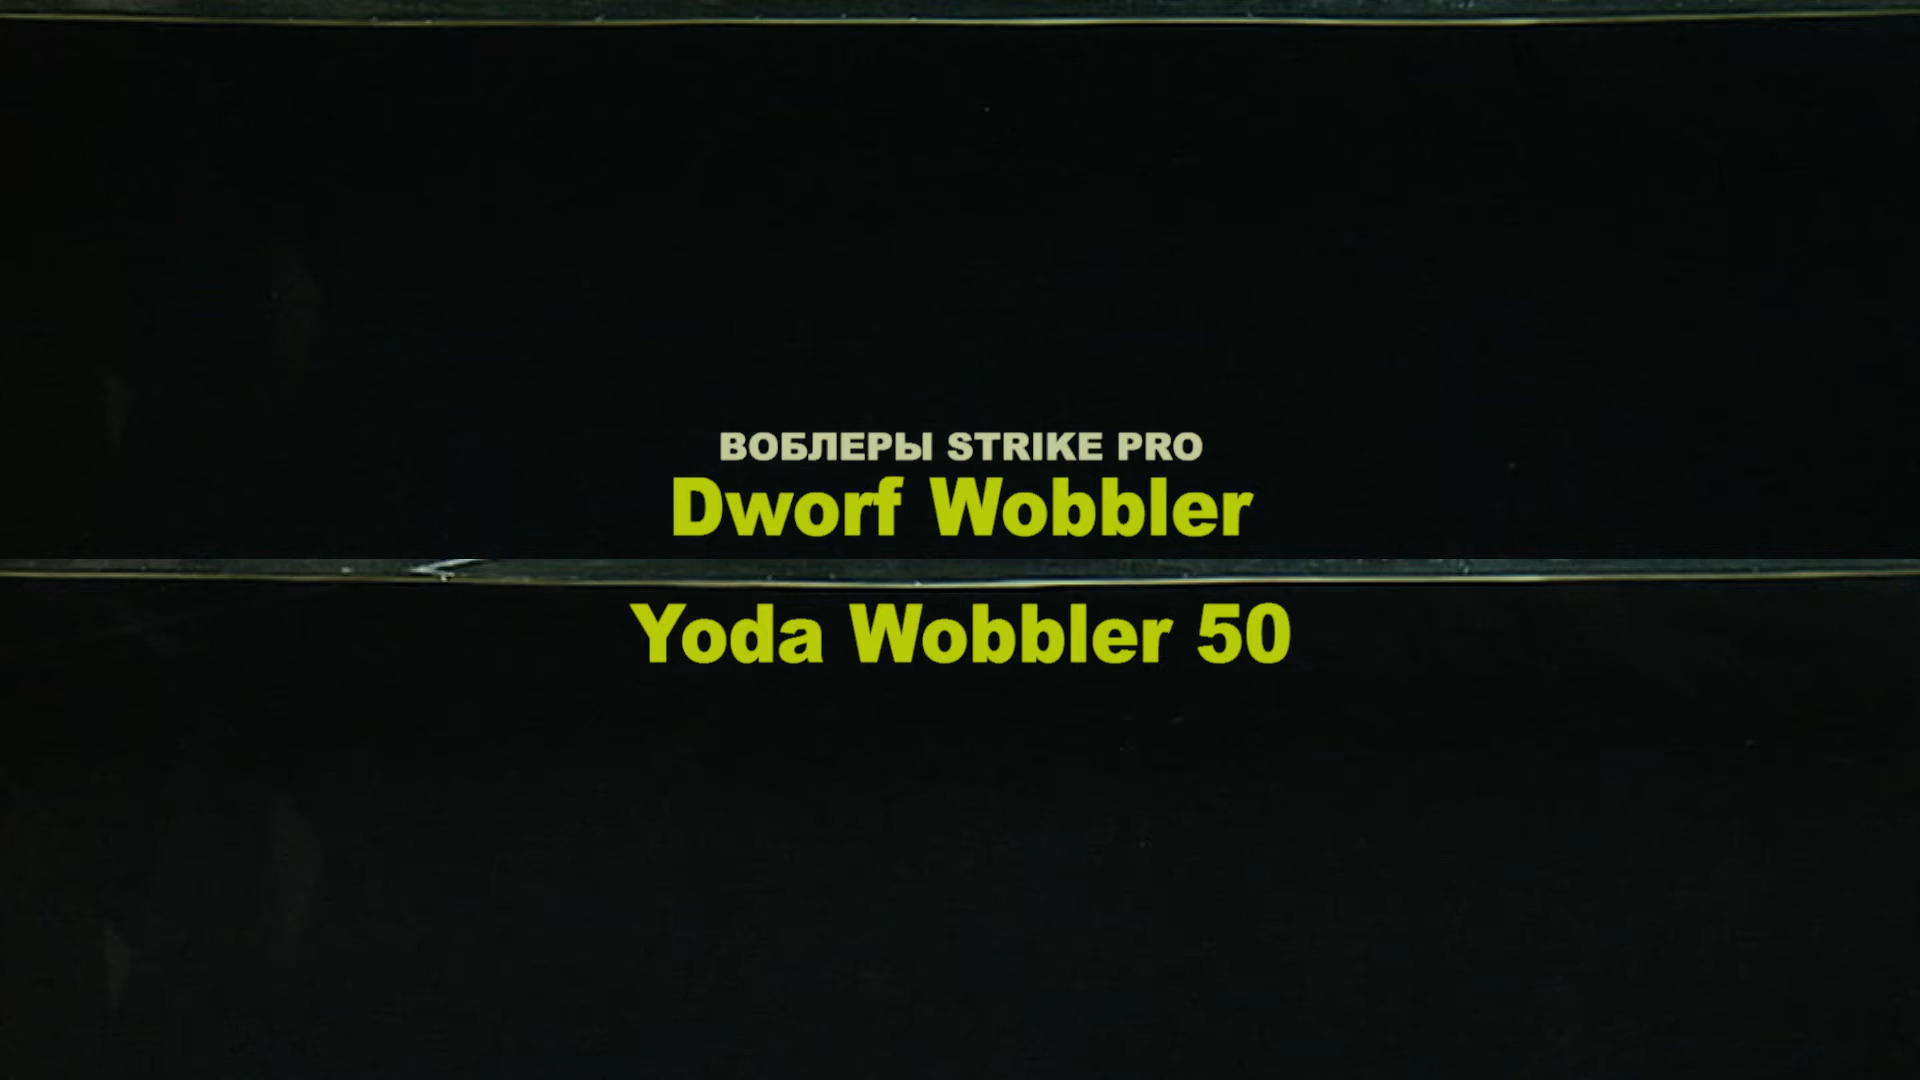 ВОБЛЕРЫ STRIKE PRO
Dworf Wobbler
Yoda Wobbler 50